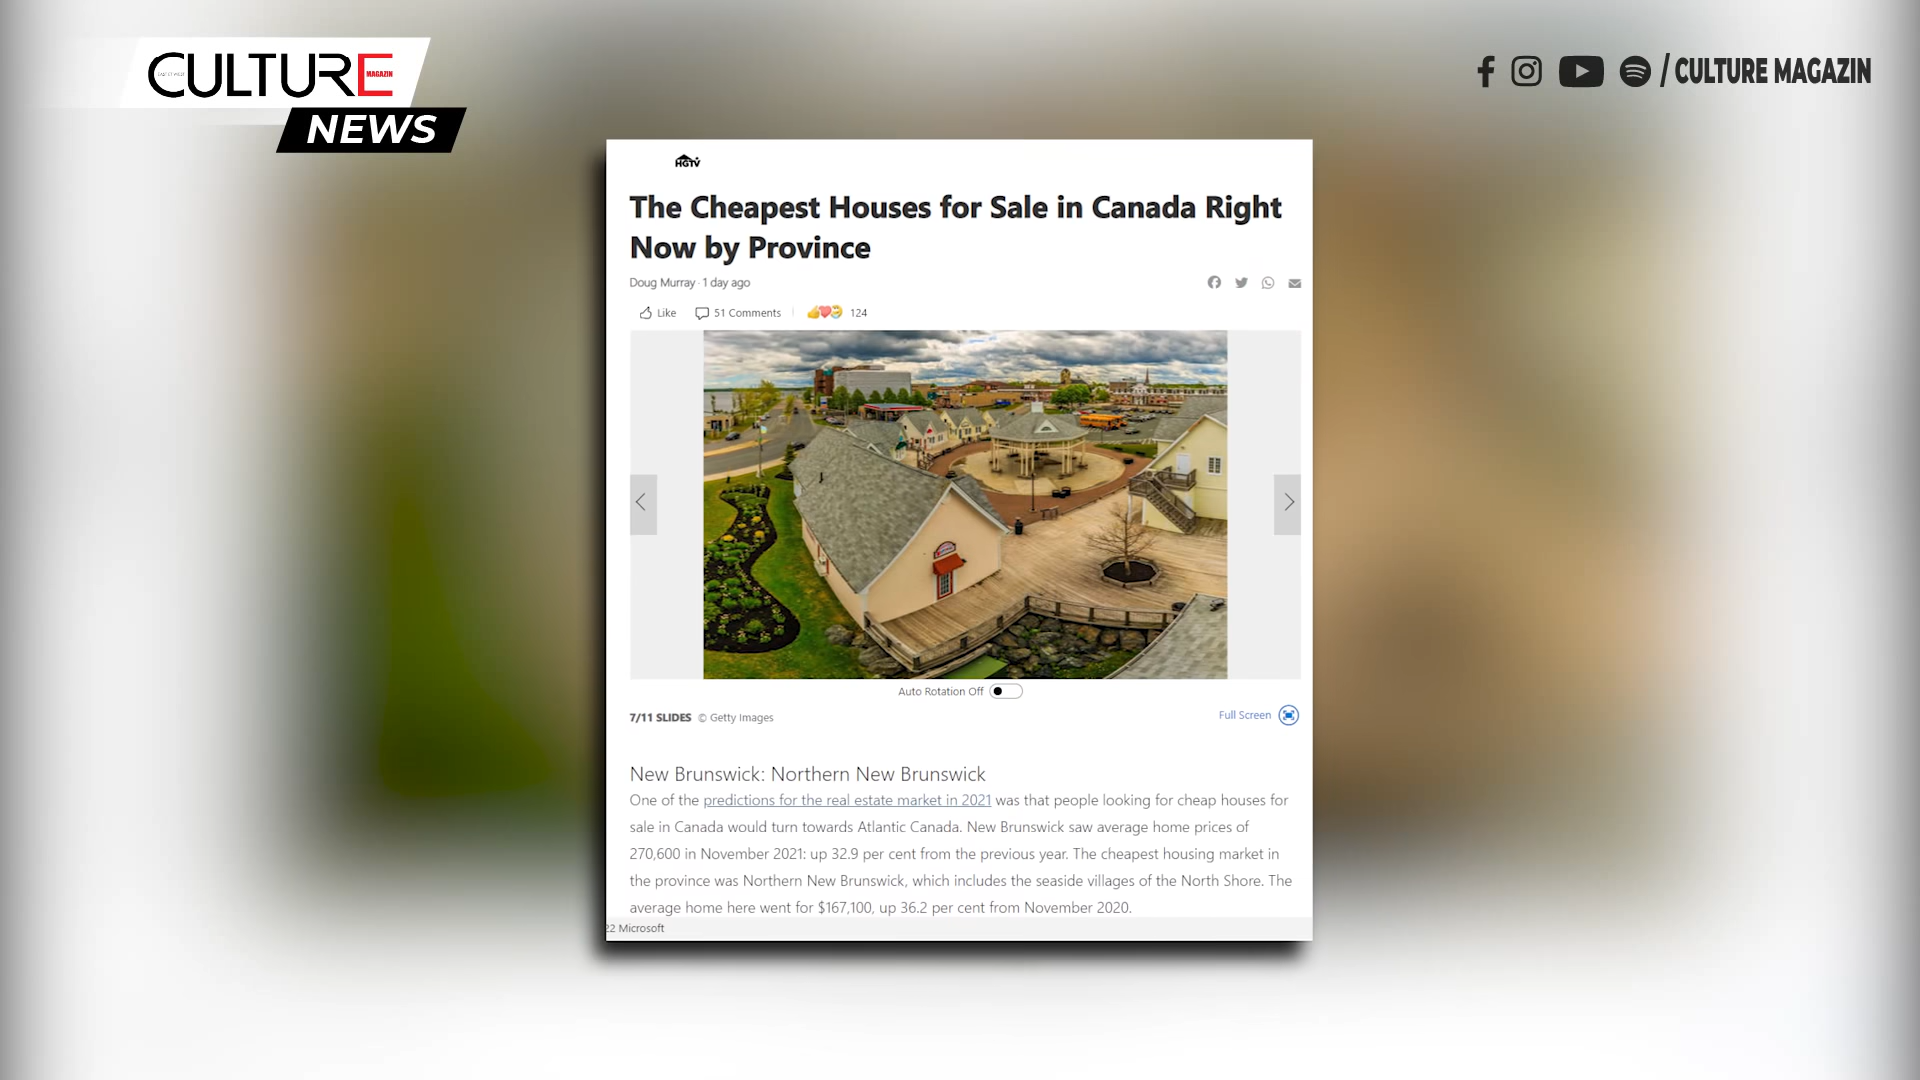 CULTURE
MAGAZIN
NEWS
/ CULTURE MAGAZIN
HGTV
The Cheapest Houses for Sale in Canada Right
Now by Province
Doug Murray · 1 day ago
Like 51 Comments 124
Auto Rotation Off
7/11 SLIDES © Getty Images
Full Screen
New Brunswick: Northern New Brunswick
One of the predictions for the real estate market in 2021 was that people looking for cheap houses for
sale in Canada would turn towards Atlantic Canada. New Brunswick saw average home prices of
270,600 in November 2021: up 32.9 per cent from the previous year. The cheapest housing market in
the province was Northern New Brunswick, which includes the seaside villages of the North Shore. The
average home here went for $167,100, up 36.2 per cent from November 2020.
22 Microsoft